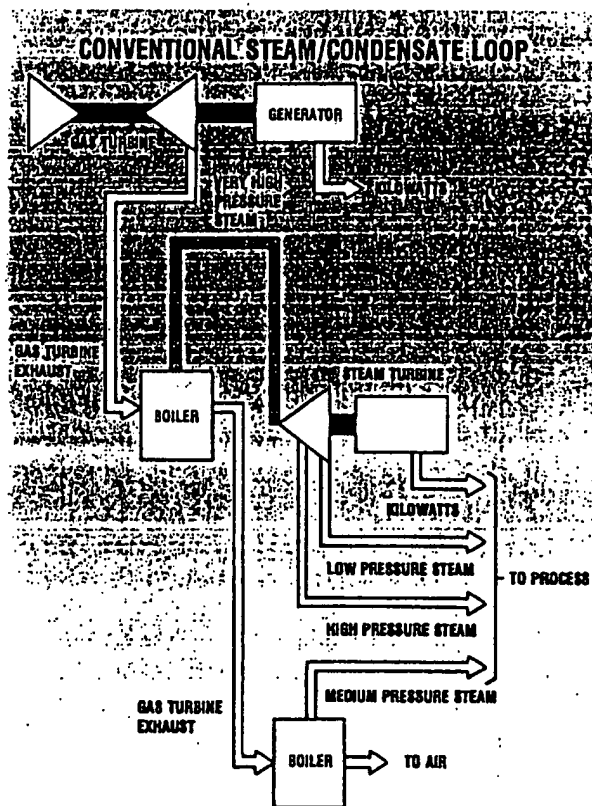 CONVENTIONAL STEAM/CONDENSATE LOOP
GENERATOR
GAS TURBINE
VERY HIGH
PRESSURE
STEAM
KILOWATTS
GAS TURBINE
EXHAUST
STEAM TURBINE
BOILER
KILOWATTS
LOW PRESSURE STEAM
TO PROCESS
HIGH PRESSURE STEAM
MEDIUM PRESSURE STEAM
GAS TURBINE
EXHAUST
BOILER
TO AIR